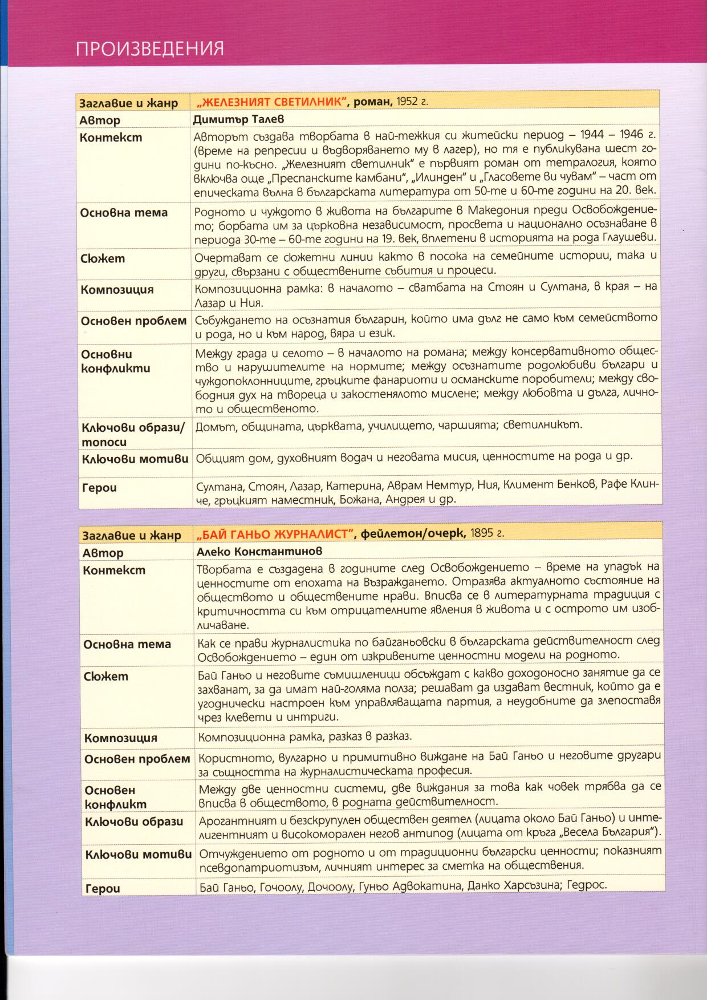 ПРОИЗВЕДЕНИЯ
Заглавие и жанр „ЖЕЛЕЗНИЯТ СВЕТИЛНИК“, роман, 1952 г.
Автор Димитър Талев
Контекст Авторът създава творбата в най-тежкия си житейски период – 1944 – 1946 г.
(време на репресии и въдворяването му в лагер), но тя е публикувана шест го-
дини по-късно. „Железният светилник“ е първият роман от тетралогия, която
включва още „Преспанските камбани“, „Илинден“ и „Гласовете ви чувам“ – част от
епическата вълна в българската литература от 50-те и 60-те години на 20. век.
Основна тема Родното и чуждото в живота на българите в Македония преди Освобождение-
то; борбата им за църковна независимост, просвета и национално осъзнаване в
периода 30-те – 60-те години на 19. век, вплетени в историята на рода Глаушеви.
Сюжет Очертават се сюжетни линии както в посока на семейните истории, така и
други, свързани с обществените събития и процеси.
Композиция Композиционна рамка: в началото – сватбата на Стоян и Султана, в края – на
Лазар и Ния.
Основен проблем Събуждането на осъзнатия българин, който има дълг не само към семейството
и рода, но и към народ, вяра и език.
Основни Между града и селото – в началото на романа; между консервативното общес-
конфликти тво и нарушителите на нормите; между осъзнатите родолюбиви българи и
чуждопоклонниците, гръцките фанариоти и османските поробители; между сво-
бодния дух на твореца и закостенялото мислене; между любовта и дълга, лично-
то и общественото.
Ключови образи/ Домът, общината, църквата, училището, чаршията; светилникът.
топоси
Ключови мотиви Общият дом, духовният водач и неговата мисия, ценностите на рода и др.
Герои Султана, Стоян, Лазар, Катерина, Аврам Немтур, Ния, Климент Бенков, Рафе Клин-
че, гръцкият наместник, Божана, Андрея и др.
Заглавие и жанр „БАЙ ГАНЬО ЖУРНАЛИСТ“, фейлетон/очерк, 1895 г.
Автор Алеко Константинов
Контекст Творбата е създадена в годините след Освобождението – време на упадък на
ценностите от епохата на Възраждането. Отразява актуалното състояние на
обществото и обществените нрави. Вписва се в литературната традиция с
критичността си към отрицателните явления в живота и с острото им изоб-
личаване.
Основна тема Как се прави журналистика по байганьовски в българската действителност след
Освобождението – един от изкривените ценностни модели на родното.
Сюжет Бай Ганьо и неговите съмишленици обсъждат с какво доходоносно занятие да се
захванат, за да имат най-голяма полза; решават да издават вестник, който да е
угоднически настроен към управляващата партия, а неудобните да злепоставя
чрез клевети и интриги.
Композиция Композиционна рамка, разказ в разказ.
Основен проблем Користното, вулгарно и примитивно виждане на Бай Ганьо и неговите другари
за същността на журналистическата професия.
Основен Между две ценностни системи, две виждания за това как човек трябва да се
конфликт вписва в обществото, в родната действителност.
Ключови образи Арогантният и безскрупулен обществен деятел (лицата около Бай Ганьо) и инте-
лигентният и високоморален негов антипод (лицата от кръга „Весела България“).
Ключови мотиви Отчуждението от родното и от традиционни български ценности; показният
псевдопатриотизъм, личният интерес за сметка на обществения.
Герои Бай Ганьо, Гочоолу, Дочоолу, Гуньо Адвокатина, Данко Харсъзина; Гедрос.